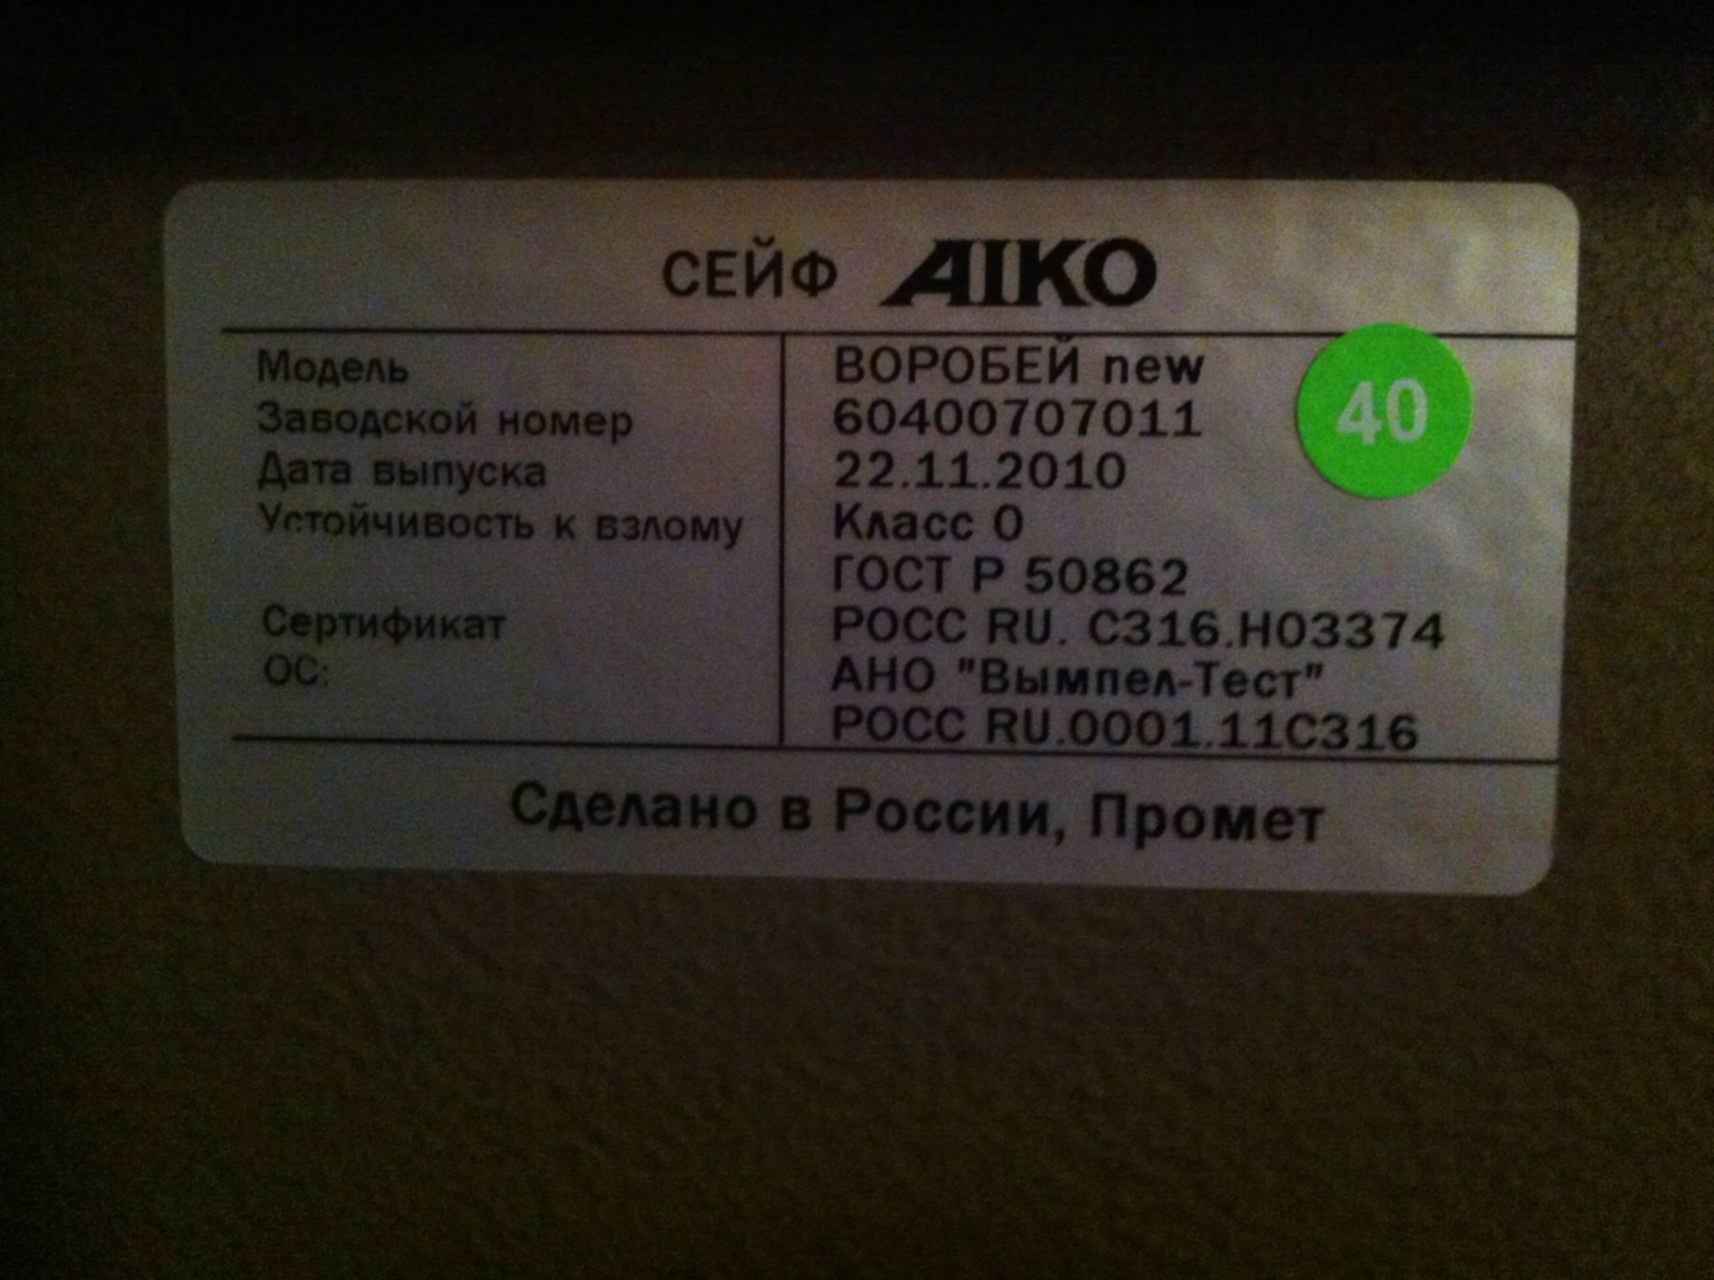 СЕЙФ AIKO
Модель ВОРОБЕЙ new
40
Заводской номер 60400707011
Дата выпуска 22.11.2010
Устойчивость к взлому Класс 0
ГОСТ Р 50862
Сертификат РОСС RU. С316.Н03374
ОС: АНО "Вымпел-Тест"
РОСС RU.0001.11С316
Сделано в России, Промет